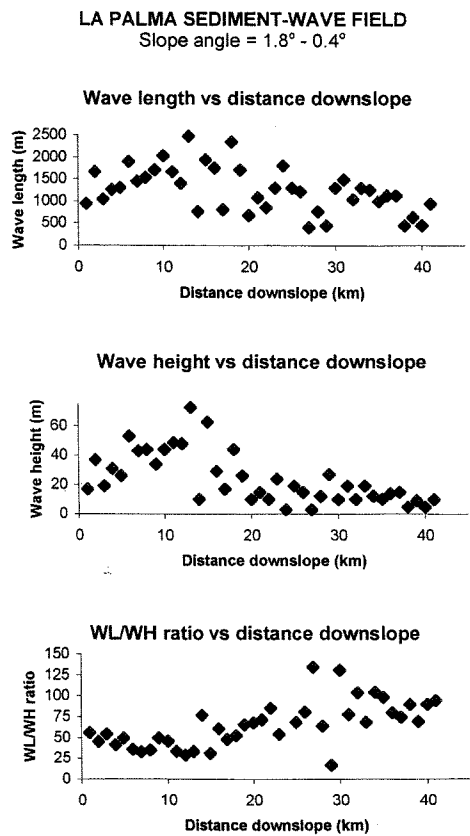 LA PALMA SEDIMENT-WAVE FIELD
Slope angle = 1.8° - 0.4°
Wave length vs distance downslope
Wave length (m)
2500
2000
1500
1000
500
0
0 10 20 30 40
Distance downslope (km)
Wave height vs distance downslope
Wave height (m)
60
40
20
0
0 10 20 30 40
Distance downslope (km)
WL/WH ratio vs distance downslope
WL/WH ratio
150
125
100
75
50
25
0
0 10 20 30 40
Distance downslope (km)